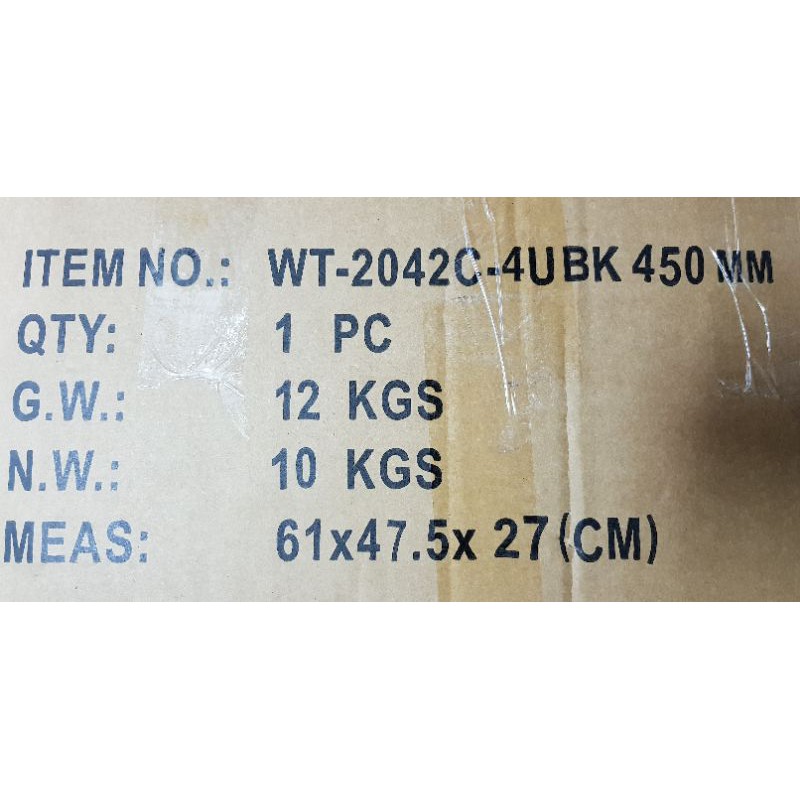 ITEM NO.: WT-2042C-4UBK 450 MM
QTY: 1 PC
G.W.: 12 KGS
N.W.: 10 KGS
MEAS: 61x47.5x 27(CM)